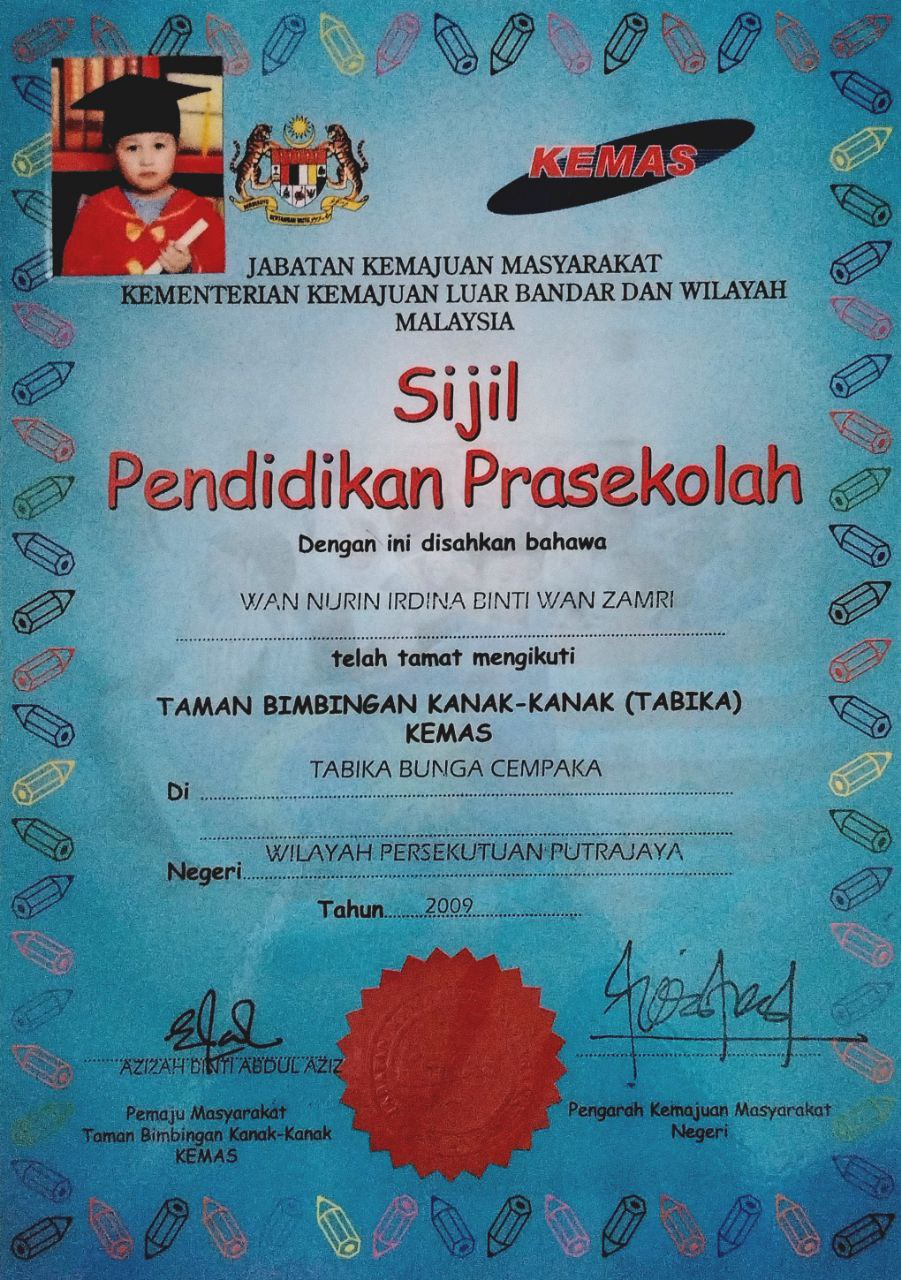 KEMAS
JABATAN KEMAJUAN MASYARAKAT
KEMENTERIAN KEMAJUAN LUAR BANDAR DAN WILAYAH
MALAYSIA
Sijil
Pendidikan Prasekolah
Dengan ini disahkan bahawa
WAN NURIN IRDINA BINTI WAN ZAMRI
telah tamat mengikuti
TAMAN BIMBINGAN KANAK-KANAK (TABIKA)
KEMAS
TABIKA BUNGA CEMPAKA
Di
WILAYAH PERSEKUTUAN PUTRAJAYA
Negeri
Tahun 2009
AZIZAH BINTI ABDUL AZIZ
Pemaju Masyarakat
Taman Bimbingan Kanak-Kanak
KEMAS
Pengarah Kemajuan Masyarakat
Negeri